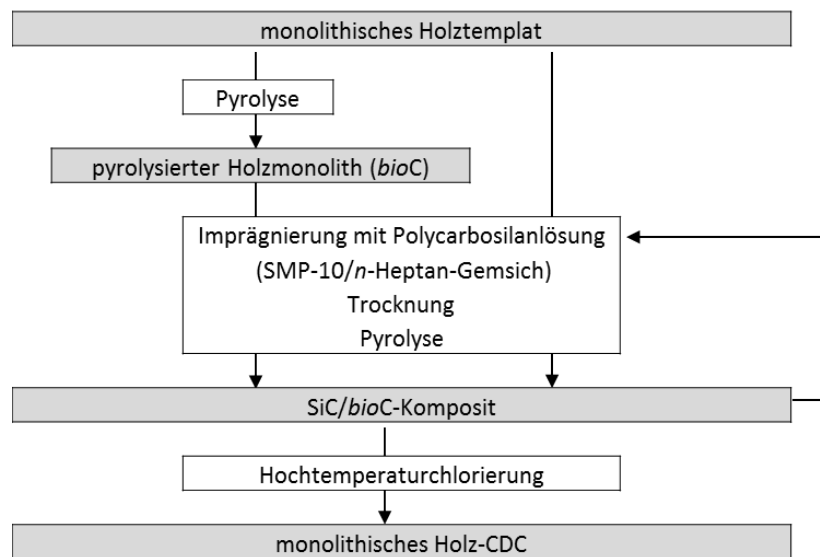 monolithisches Holztemplat
Pyrolyse
pyrolysierter Holzmonolith (bioC)
Imprägnierung mit Polycarbosilanlösung
(SMP-10/n-Heptan-Gemsich)
Trocknung
Pyrolyse
SiC/bioC-Komposit
Hochtemperaturchlorierung
monolithisches Holz-CDC